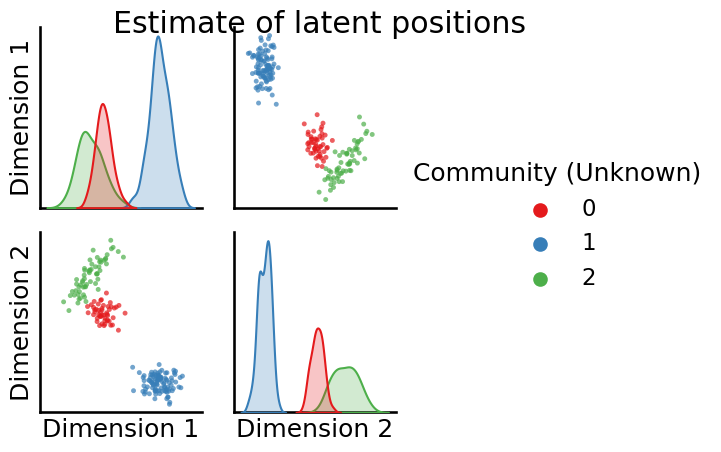 Estimate of latent positions
Dimension 1
Dimension 2
Dimension 1
Dimension 2
Community (Unknown)
0
1
2